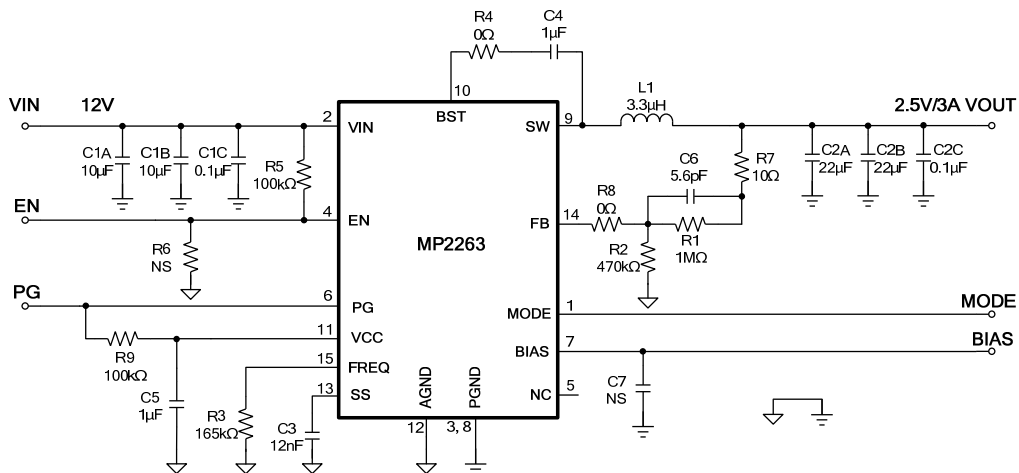 R4
0Ω
C4
1µF
10
BST
VIN
12V
2
VIN
SW
9
L1
3.3µH
2.5V/3A VOUT
C1A
10µF
C1B
10µF
C1C
0.1µF
R5
100kΩ
C6
5.6pF
R7
10Ω
C2A
22µF
C2B
22µF
C2C
0.1µF
EN
4
EN
R8
0Ω
FB
14
MP2263
R6
NS
R2
470kΩ
R1
1MΩ
PG
6
PG
MODE
1
MODE
11
VCC
BIAS
7
BIAS
R9
100kΩ
15
FREQ
13
SS
NC
5
C7
NS
C5
1µF
R3
165kΩ
C3
12nF
AGND
PGND
12
3, 8